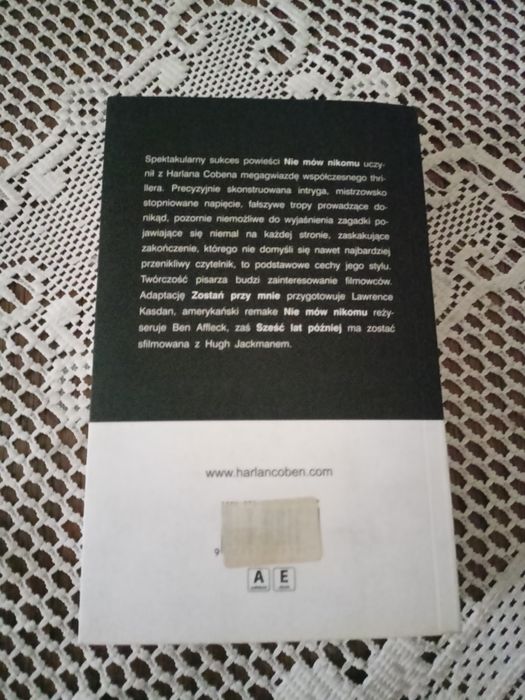 Spektakularny sukces powieści Nie mów nikomu uczy-
nił z Harlana Cobena megagwiazdę współczesnego thri-
llera. Precyzyjnie skonstruowana intryga, mistrzowsko
stopniowane napięcie, fałszywe tropy prowadzące do-
nikąd, pozornie niemożliwe do wyjaśnienia zagadki po-
jawiające się niemal na każdej stronie, zaskakujące
zakończenie, którego nie domyśli się nawet najbardziej
przenikliwy czytelnik, to podstawowe cechy jego stylu.
Twórczość pisarza budzi zainteresowanie filmowców.
Adaptację Zostań przy mnie przygotowuje Lawrence
Kasdan, amerykański remake Nie mów nikomu reży-
seruje Ben Affleck, zaś Sześć lat później ma zostać
sfilmowana z Hugh Jackmanem.
www.harlancoben.com
9
A E